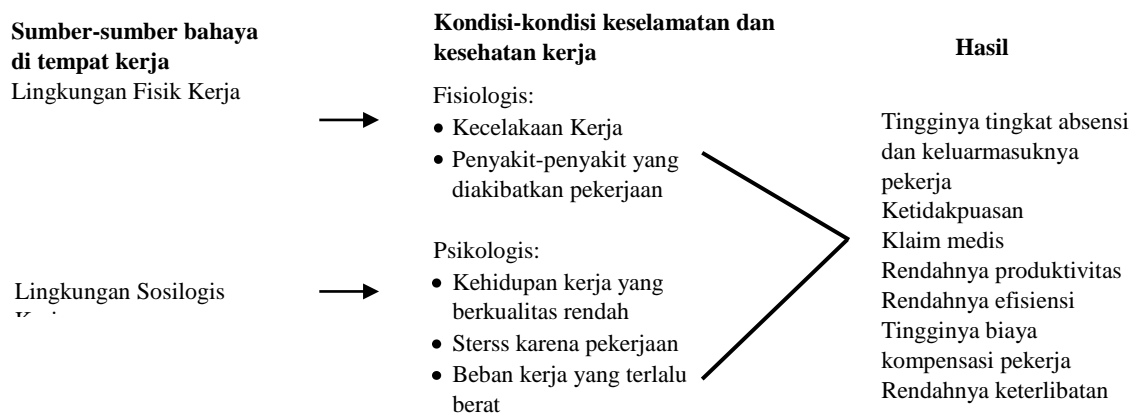 Sumber-sumber bahaya
di tempat kerja
Lingkungan Fisik Kerja
Lingkungan Sosilogis
Kondisi-kondisi keselamatan dan
kesehatan kerja
Fisiologis:
• Kecelakaan Kerja
• Penyakit-penyakit yang
diakibatkan pekerjaan
Psikologis:
• Kehidupan kerja yang
berkualitas rendah
• Sterss karena pekerjaan
• Beban kerja yang terlalu
berat
Hasil
Tingginya tingkat absensi
dan keluarmasuknya
pekerja
Ketidakpuasan
Klaim medis
Rendahnya produktivitas
Rendahnya efisiensi
Tingginya biaya
kompensasi pekerja
Rendahnya keterlibatan